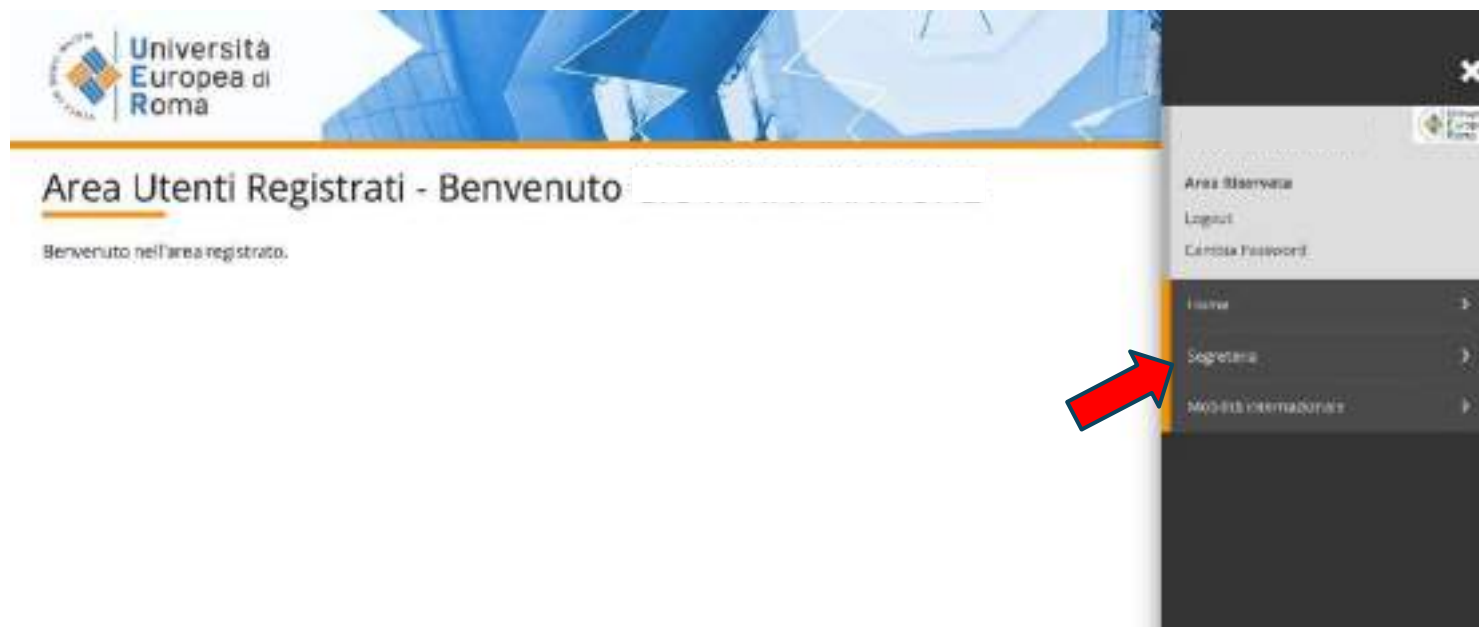 Università
Europea di
Roma
Area Utenti Registrati - Benvenuto
Benvenuto nell'area registrato.
Area Riservata
Logout
Cambia Password
Home
Segreteria
Mobilità internazionale